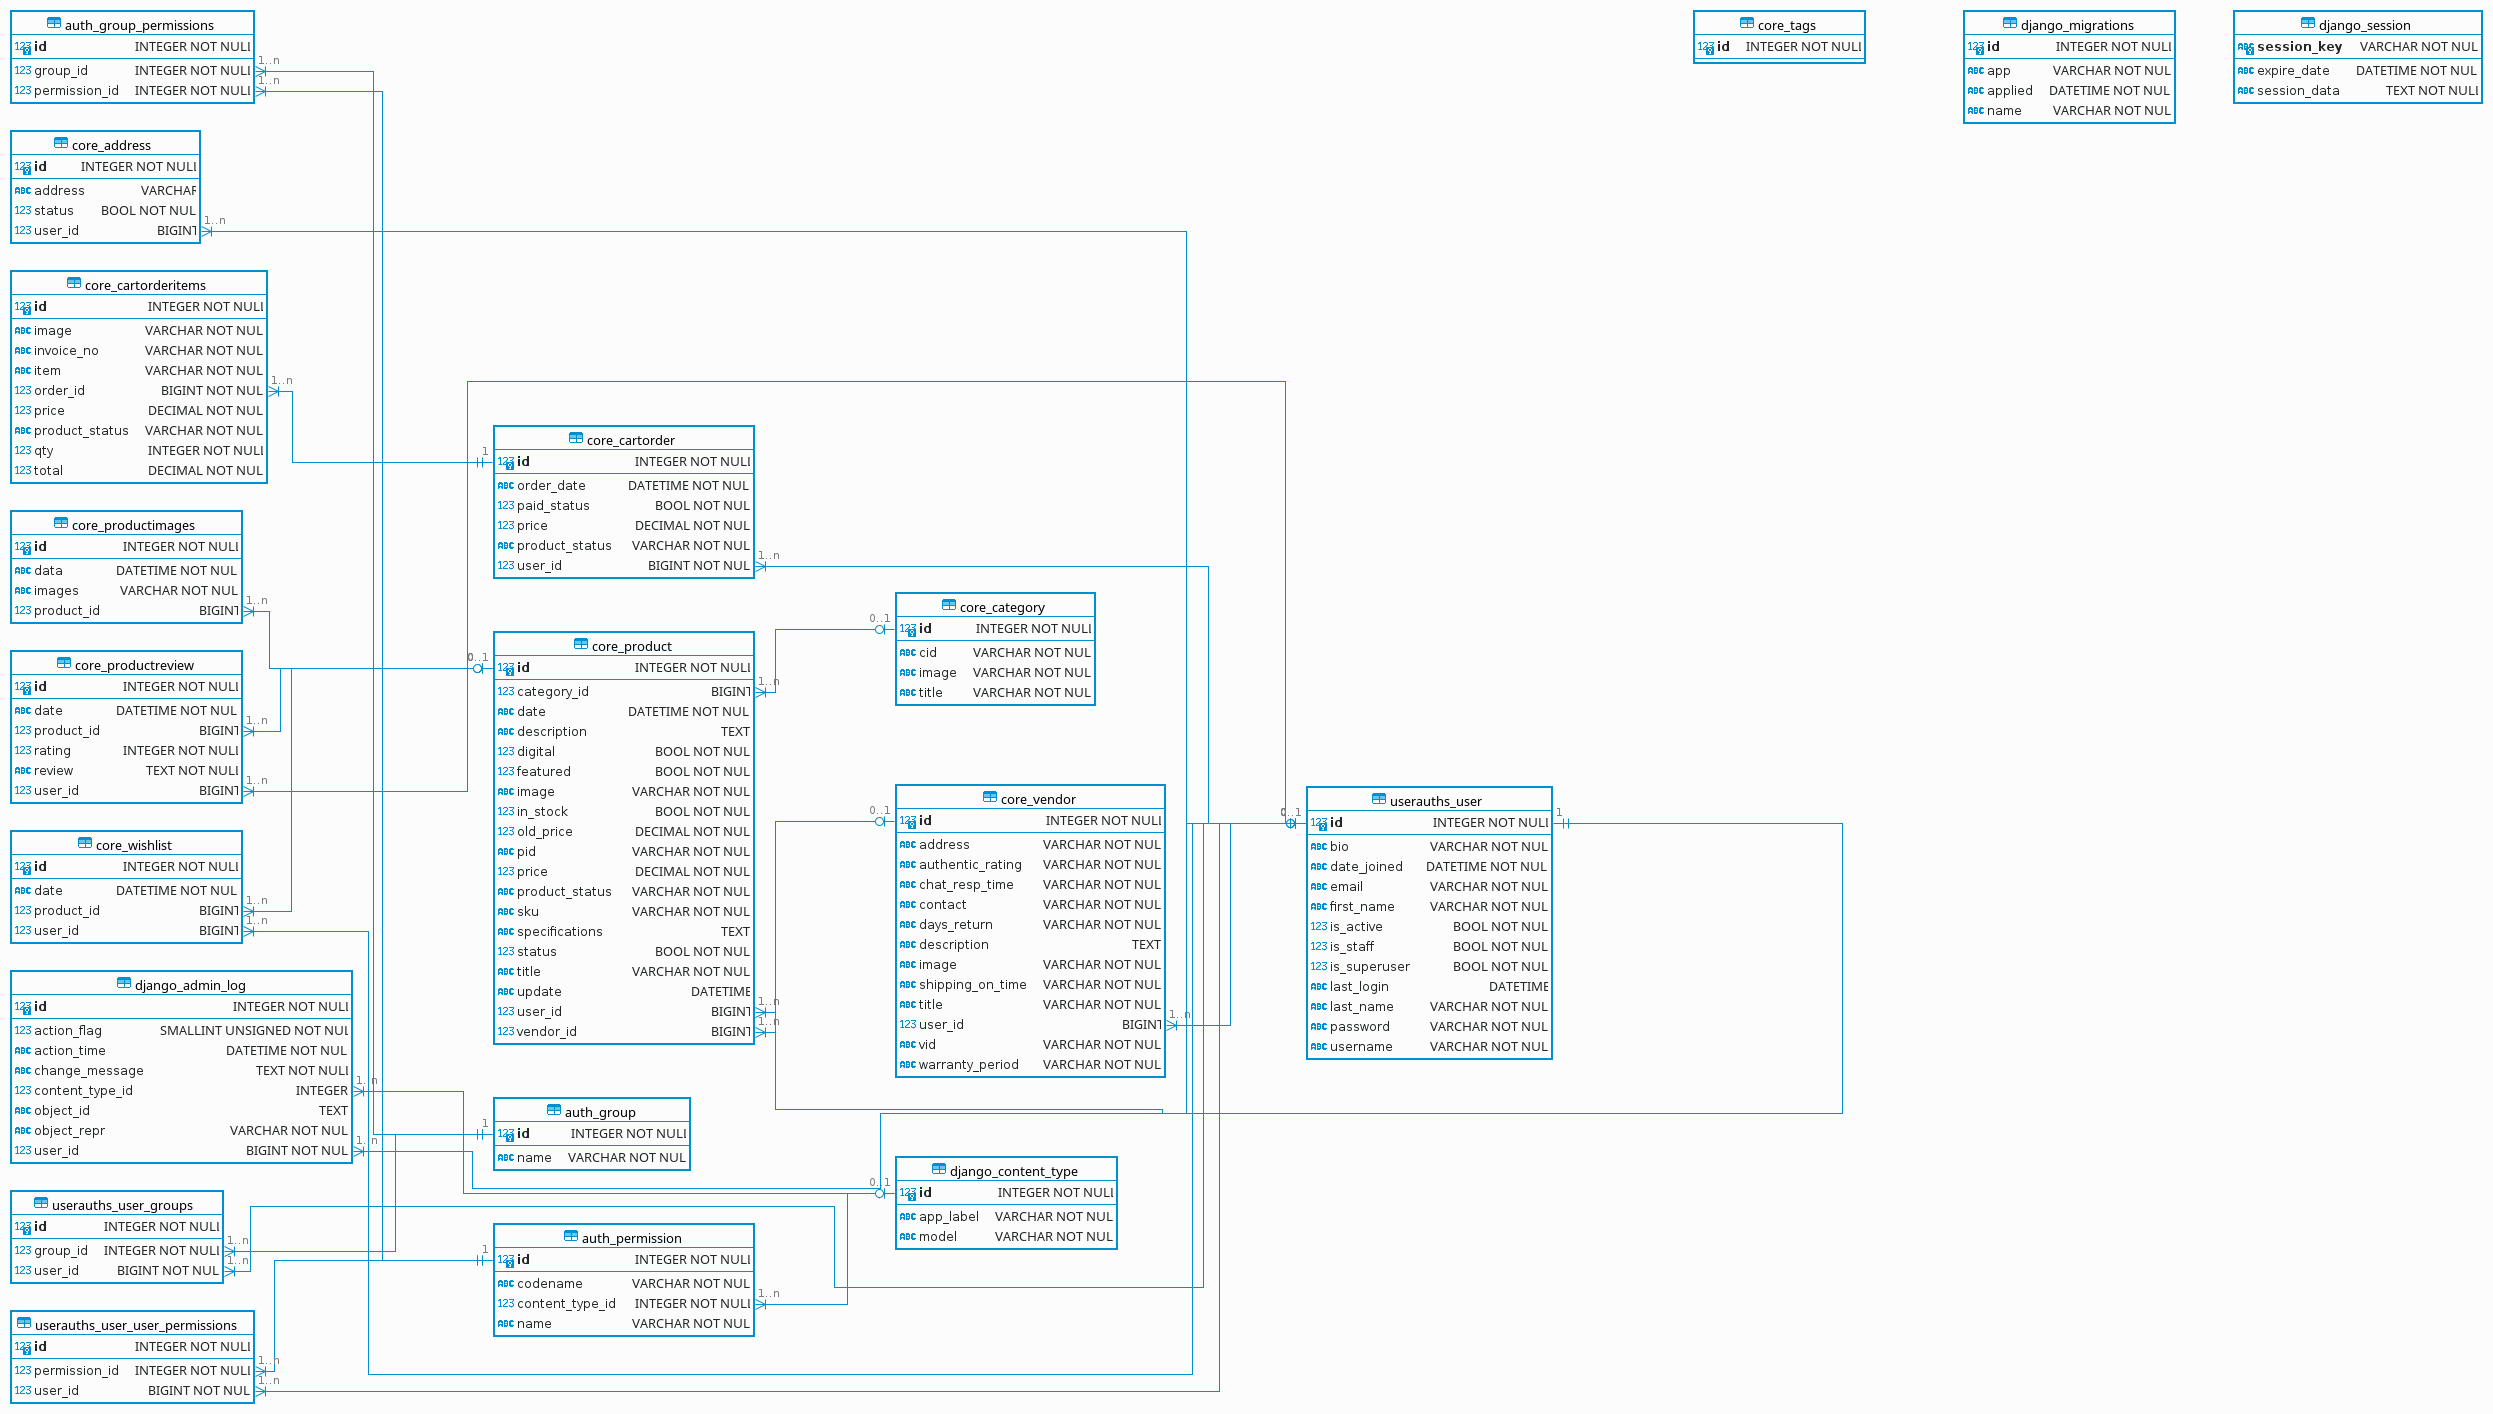 auth_group_permissions
123 id INTEGER NOT NULL
123 group_id INTEGER NOT NULL 1..n
123 permission_id INTEGER NOT NULL 1..n
core_address
123 id INTEGER NOT NULL
ABC address VARCHAR
123 status BOOL NOT NUL
123 user_id BIGINT 1..n
core_cartorderitems
123 id INTEGER NOT NULL
ABC image VARCHAR NOT NUL
ABC invoice_no VARCHAR NOT NUL
ABC item VARCHAR NOT NUL
123 order_id BIGINT NOT NUL 1..n
123 price DECIMAL NOT NUL
ABC product_status VARCHAR NOT NUL
123 qty INTEGER NOT NULL
123 total DECIMAL NOT NUL
core_productimages
123 id INTEGER NOT NULL
ABC data DATETIME NOT NUL
ABC images VARCHAR NOT NUL
123 product_id BIGINT 1..n
core_productreview
123 id INTEGER NOT NULL
ABC date DATETIME NOT NUL
123 product_id BIGINT 1..n
123 rating INTEGER NOT NULL
ABC review TEXT NOT NULL
123 user_id BIGINT 1..n
core_wishlist
123 id INTEGER NOT NULL
ABC date DATETIME NOT NUL
123 product_id BIGINT 1..n
123 user_id BIGINT 1..n
django_admin_log
123 id INTEGER NOT NULL
123 action_flag SMALLINT UNSIGNED NOT NUL
ABC action_time DATETIME NOT NUL
ABC change_message TEXT NOT NULL
123 content_type_id INTEGER 1..n
ABC object_id TEXT
ABC object_repr VARCHAR NOT NUL
123 user_id BIGINT NOT NUL 1..n
userauths_user_groups
123 id INTEGER NOT NULL
123 group_id INTEGER NOT NULL 1..n
123 user_id BIGINT NOT NUL 1..n
userauths_user_user_permissions
123 id INTEGER NOT NULL
123 permission_id INTEGER NOT NULL 1..n
123 user_id BIGINT NOT NUL 1..n
core_cartorder
1 123 id INTEGER NOT NULL
ABC order_date DATETIME NOT NUL
123 paid_status BOOL NOT NUL
123 price DECIMAL NOT NUL
ABC product_status VARCHAR NOT NUL
123 user_id BIGINT NOT NUL 1..n
core_product
0..1 123 id INTEGER NOT NULL
123 category_id BIGINT 1..n
ABC date DATETIME NOT NUL
ABC description TEXT
123 digital BOOL NOT NUL
123 featured BOOL NOT NUL
ABC image VARCHAR NOT NUL
123 in_stock BOOL NOT NUL
123 old_price DECIMAL NOT NUL
ABC pid VARCHAR NOT NUL
123 price DECIMAL NOT NUL
ABC product_status VARCHAR NOT NUL
ABC sku VARCHAR NOT NUL
ABC specifications TEXT
123 status BOOL NOT NUL
ABC title VARCHAR NOT NUL
ABC update DATETIME
123 user_id BIGINT 1..n
123 vendor_id BIGINT 1..n
auth_group
1 123 id INTEGER NOT NULL
ABC name VARCHAR NOT NUL
auth_permission
1 123 id INTEGER NOT NULL
ABC codename VARCHAR NOT NUL
123 content_type_id INTEGER NOT NULL 1..n
ABC name VARCHAR NOT NUL
core_category
0..1 123 id INTEGER NOT NULL
ABC cid VARCHAR NOT NUL
ABC image VARCHAR NOT NUL
ABC title VARCHAR NOT NUL
core_vendor
0..1 123 id INTEGER NOT NULL
ABC address VARCHAR NOT NUL
ABC authentic_rating VARCHAR NOT NUL
ABC chat_resp_time VARCHAR NOT NUL
ABC contact VARCHAR NOT NUL
ABC days_return VARCHAR NOT NUL
ABC description TEXT
ABC image VARCHAR NOT NUL
ABC shipping_on_time VARCHAR NOT NUL
ABC title VARCHAR NOT NUL
123 user_id BIGINT 1..n
ABC vid VARCHAR NOT NUL
ABC warranty_period VARCHAR NOT NUL
django_content_type
0..1 123 id INTEGER NOT NULL
ABC app_label VARCHAR NOT NUL
ABC model VARCHAR NOT NUL
userauths_user
0..1 123 id INTEGER NOT NULL 1
ABC bio VARCHAR NOT NUL
ABC date_joined DATETIME NOT NUL
ABC email VARCHAR NOT NUL
ABC first_name VARCHAR NOT NUL
123 is_active BOOL NOT NUL
123 is_staff BOOL NOT NUL
123 is_superuser BOOL NOT NUL
ABC last_login DATETIME
ABC last_name VARCHAR NOT NUL
ABC password VARCHAR NOT NUL
ABC username VARCHAR NOT NUL
core_tags
123 id INTEGER NOT NULL
django_migrations
123 id INTEGER NOT NULL
ABC app VARCHAR NOT NUL
ABC applied DATETIME NOT NUL
ABC name VARCHAR NOT NUL
django_session
ABC session_key VARCHAR NOT NUL
ABC expire_date DATETIME NOT NUL
ABC session_data TEXT NOT NULL